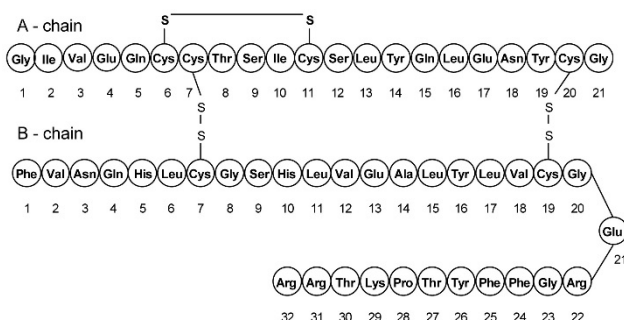 S S
A - chain
Gly Ile Val Glu Gln Cys Cys Thr Ser Ile Cys Ser Leu Tyr Gln Leu Glu Asn Tyr Cys Gly
1 2 3 4 5 6 7 8 9 10 11 12 13 14 15 16 17 18 19 20 21
S S
S S
B - chain
Phe Val Asn Gln His Leu Cys Gly Ser His Leu Val Glu Ala Leu Tyr Leu Val Cys Gly
1 2 3 4 5 6 7 8 9 10 11 12 13 14 15 16 17 18 19 20
Glu
21
Arg Arg Thr Lys Pro Thr Tyr Phe Phe Gly Arg
32 31 30 29 28 27 26 25 24 23 22